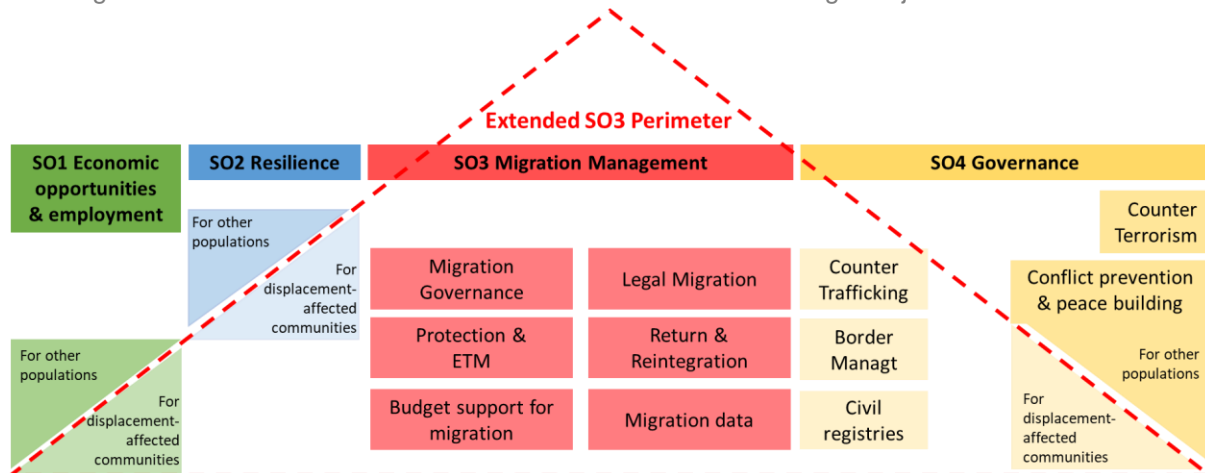 Extended SO3 Perimeter
SO1 Economic
opportunities
& employment
SO2 Resilience
SO3 Migration Management
SO4 Governance
For other
populations
For
displacement-
affected
communities
For other
populations
For
displacement-
affected
communities
Migration
Governance
Legal Migration
Protection &
ETM
Return &
Reintegration
Budget support for
migration
Migration data
Counter
Trafficking
Border
Managt
Civil
registries
Counter
Terrorism
Conflict prevention
& peace building
For other
populations
For
displacement-
affected
communities